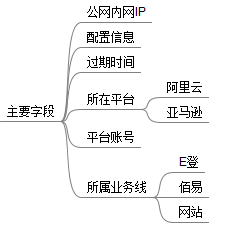 主要字段
公网内网IP
配置信息
过期时间
所在平台
阿里云
亚马逊
平台账号
所属业务线
E登
佰易
网站